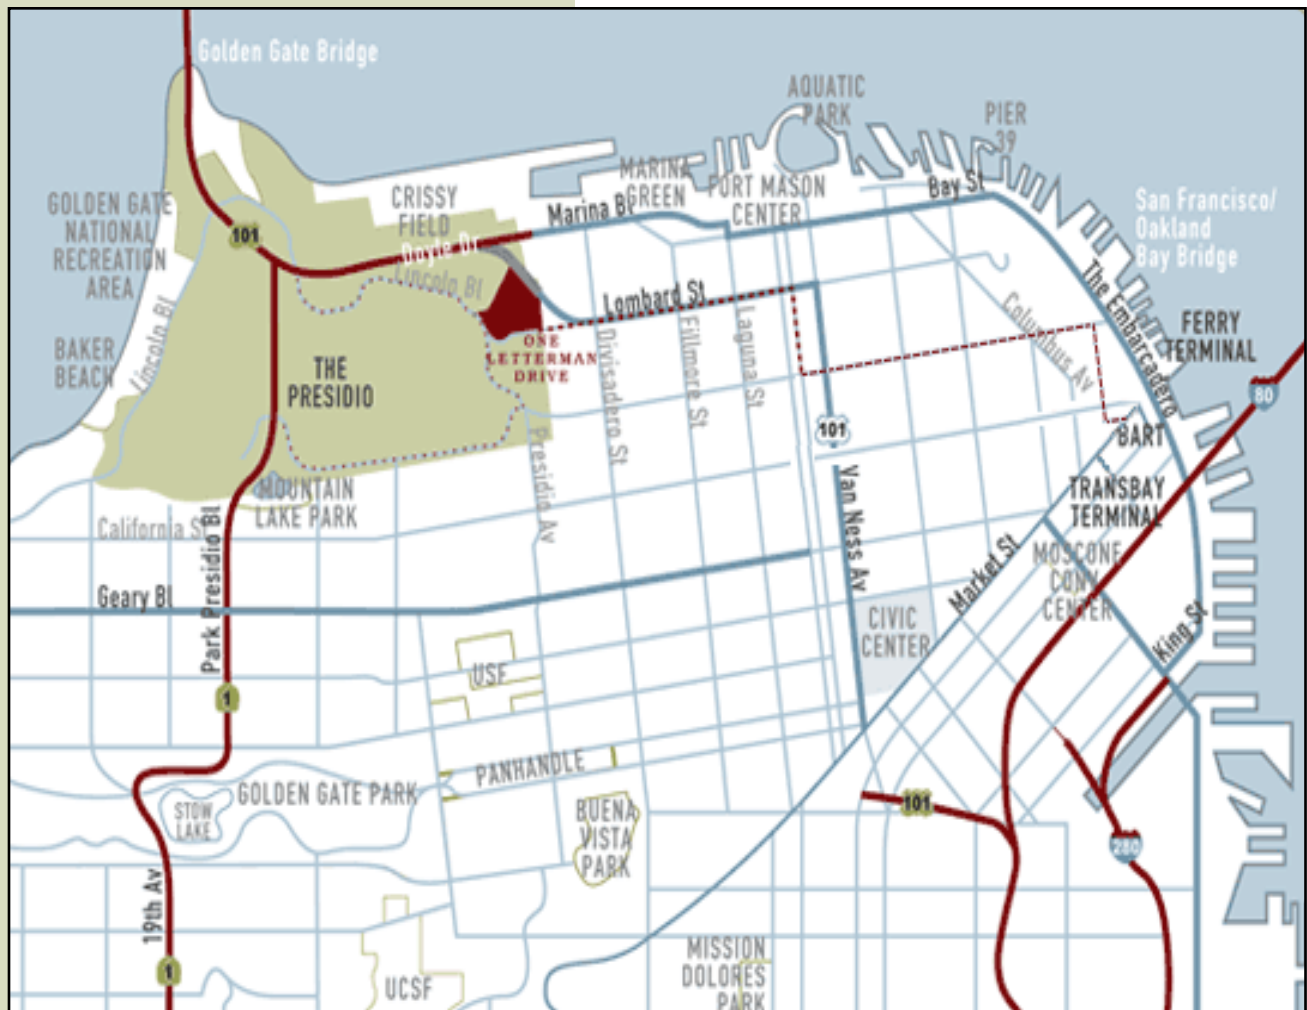 Golden Gate Bridge
AQUATIC
PARK
PIER
39
MARINA
GREEN
FORT MASON
CENTER
Bay St
CRISSY
FIELD
Marina Bl
San Francisco/
Oakland
Bay Bridge
GOLDEN GATE
NATIONAL
RECREATION
AREA
101
Doyle Dr
Lincoln Bl
Lombard St
The Embarcadero
Columbus Av
FERRY
TERMINAL
80
BAKER
BEACH
Lincoln Bl
THE
PRESIDIO
ONE
LETTERMAN
DRIVE
Divisadero St
Fillmore St
Laguna St
101
BART
Presidio Av
Van Ness Av
MOUNTAIN
LAKE PARK
TRANSBAY
TERMINAL
California St
Park Presidio Bl
Geary Bl
Market St
MOSCONE
CONV
CENTER
CIVIC
CENTER
King St
USF
1
PANHANDLE
GOLDEN GATE PARK
STOW
LAKE
BUENA
VISTA
PARK
101
280
19th Av
1
UCSF
MISSION
DOLORES
PARK